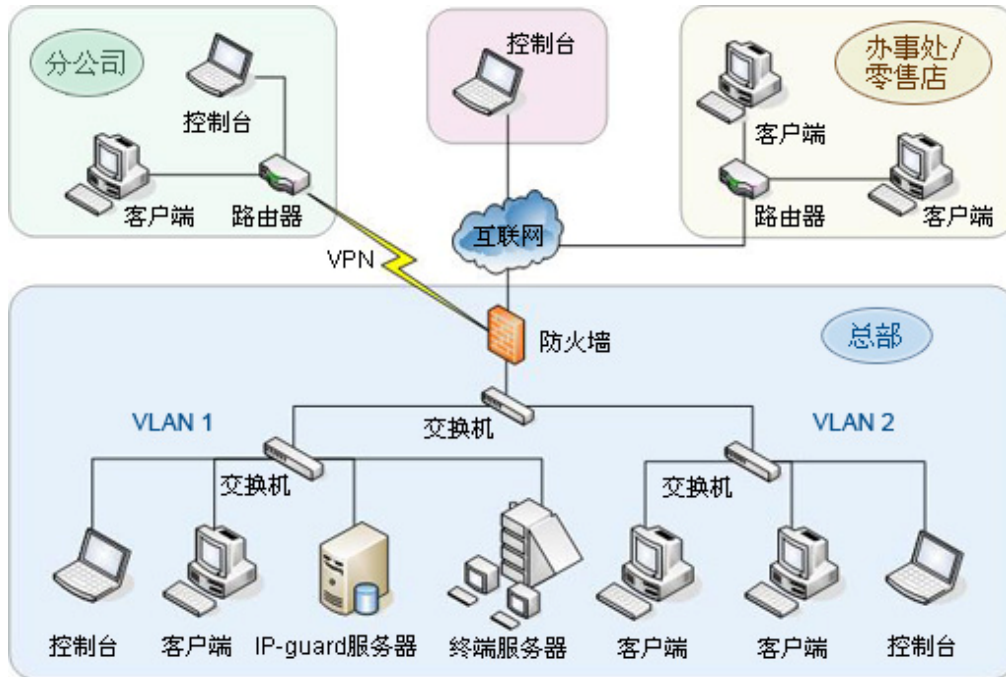 分公司
控制台
客户端
路由器
控制台
办事处/
零售店
客户端
路由器
客户端
互联网
VPN
防火墙
总部
VLAN 1
交换机
VLAN 2
交换机
交换机
控制台
客户端
IP-guard服务器
终端服务器
客户端
客户端
控制台